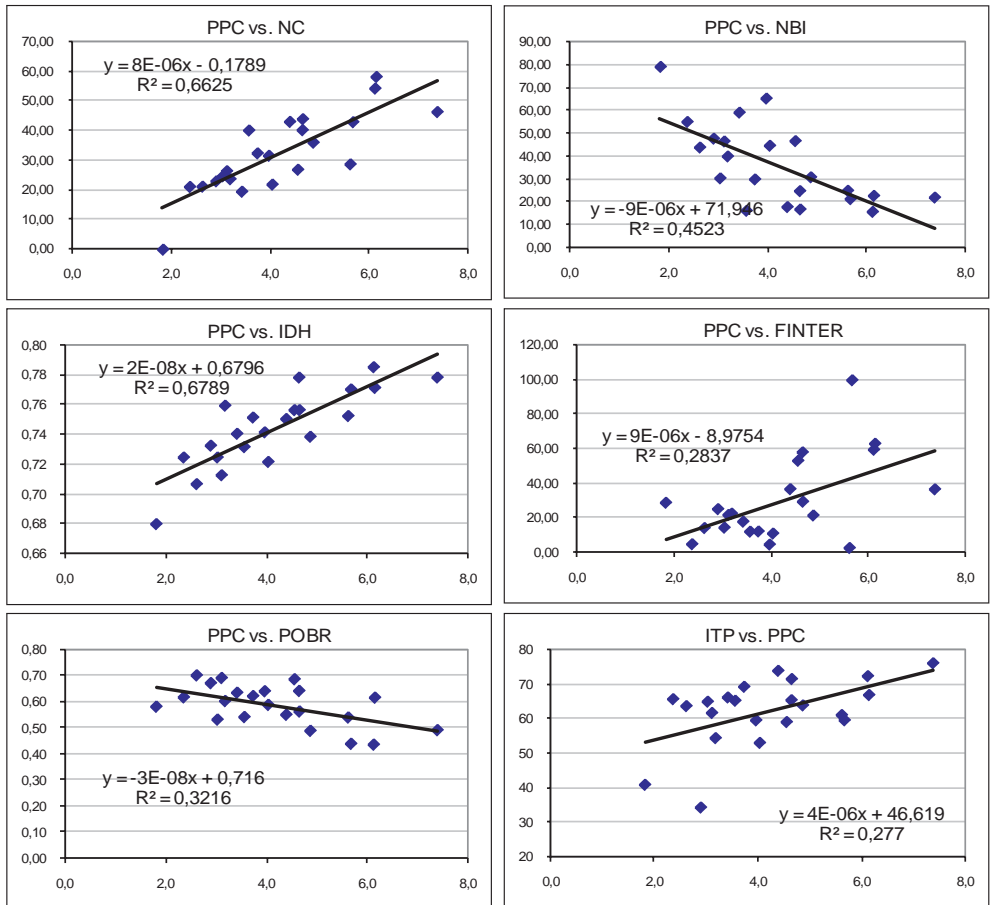 PPC vs. NC
y = 8E-06x - 0,1789
R² = 0,6625
70,00
60,00
50,00
40,00
30,00
20,00
10,00
0,00
0,0 2,0 4,0 6,0 8,0
PPC vs. NBI
y = -9E-06x + 71,946
R² = 0,4523
90,00
80,00
70,00
60,00
50,00
40,00
30,00
20,00
10,00
0,00
0,0 2,0 4,0 6,0 8,0
PPC vs. IDH
y = 2E-08x + 0,6796
R² = 0,6789
0,80
0,78
0,76
0,74
0,72
0,70
0,68
0,66
0,0 2,0 4,0 6,0 8,0
PPC vs. FINTER
y = 9E-06x - 8,9754
R² = 0,2837
120,00
100,00
80,00
60,00
40,00
20,00
0,00
0,0 2,0 4,0 6,0 8,0
PPC vs. POBR
y = -3E-08x + 0,716
R² = 0,3216
0,80
0,70
0,60
0,50
0,40
0,30
0,20
0,10
0,00
0,0 2,0 4,0 6,0 8,0
ITP vs. PPC
y = 4E-06x + 46,619
R² = 0,277
80
70
60
50
40
30
20
0,0 2,0 4,0 6,0 8,0